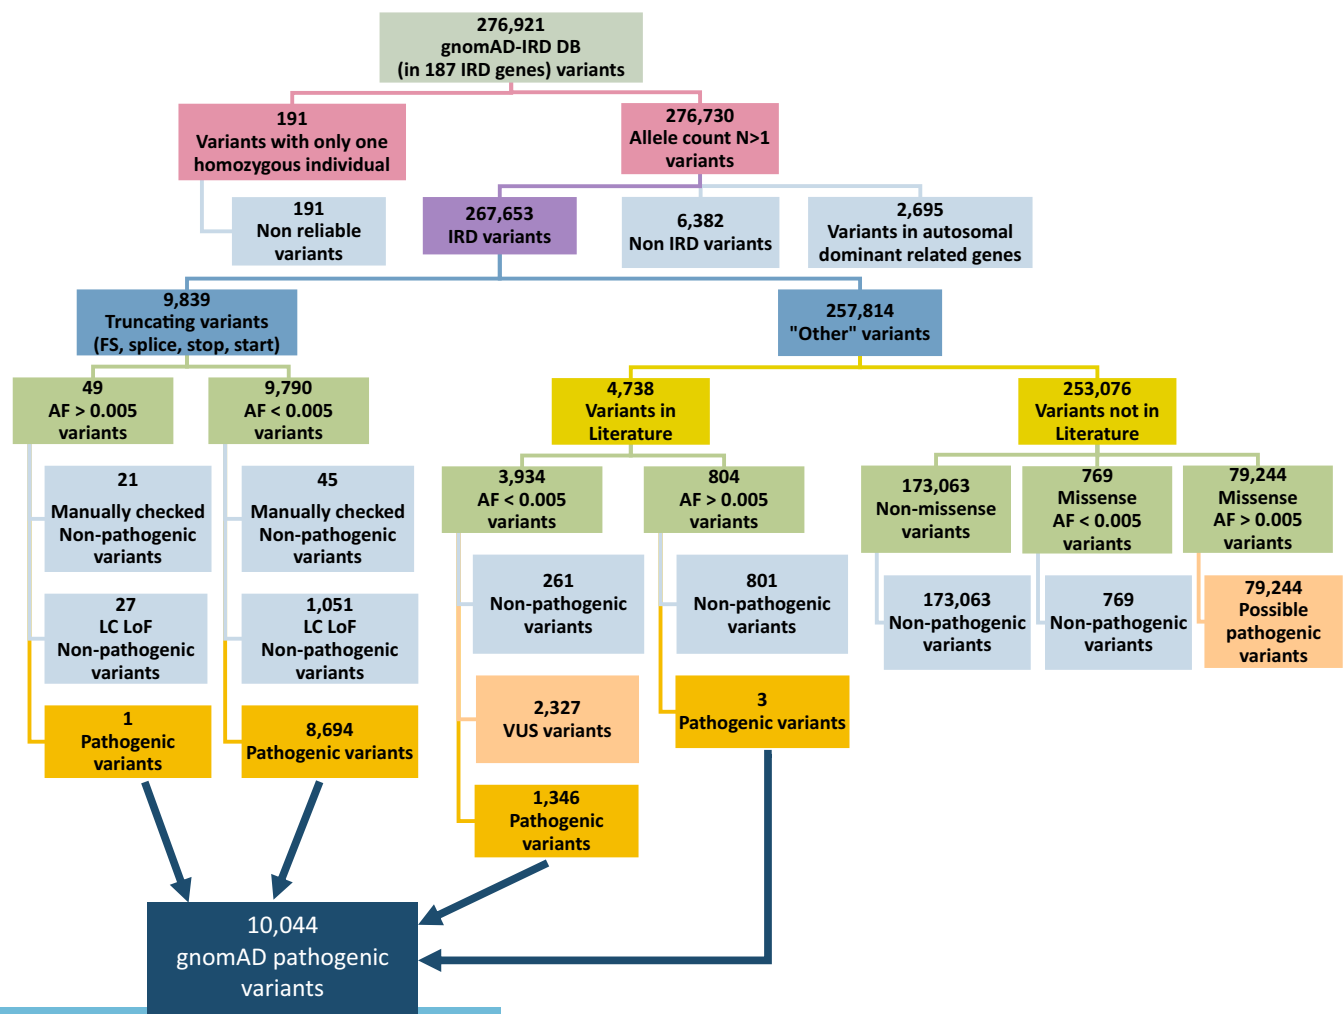 276,921
gnomAD-IRD DB
(in 187 IRD genes) variants
191
Variants with only one
homozygous individual
276,730
Allele count N>1
variants
191
Non reliable
variants
267,653
IRD variants
6,382
Non IRD variants
2,695
Variants in autosomal
dominant related genes
9,839
Truncating variants
(FS, splice, stop, start)
257,814
"Other" variants
49
AF > 0.005
variants
9,790
AF < 0.005
variants
4,738
Variants in
Literature
253,076
Variants not in
Literature
3,934
AF < 0.005
variants
804
AF > 0.005
variants
173,063
Non-missense
variants
769
Missense
AF < 0.005
variants
79,244
Missense
AF > 0.005
variants
21
Manually checked
Non-pathogenic
variants
45
Manually checked
Non-pathogenic
variants
261
Non-pathogenic
variants
801
Non-pathogenic
variants
173,063
Non-pathogenic
variants
769
Non-pathogenic
variants
79,244
Possible
pathogenic
variants
27
LC LoF
Non-pathogenic
variants
1,051
LC LoF
Non-pathogenic
variants
2,327
VUS variants
3
Pathogenic variants
1
Pathogenic
variants
8,694
Pathogenic variants
1,346
Pathogenic
variants
10,044
gnomAD pathogenic
variants